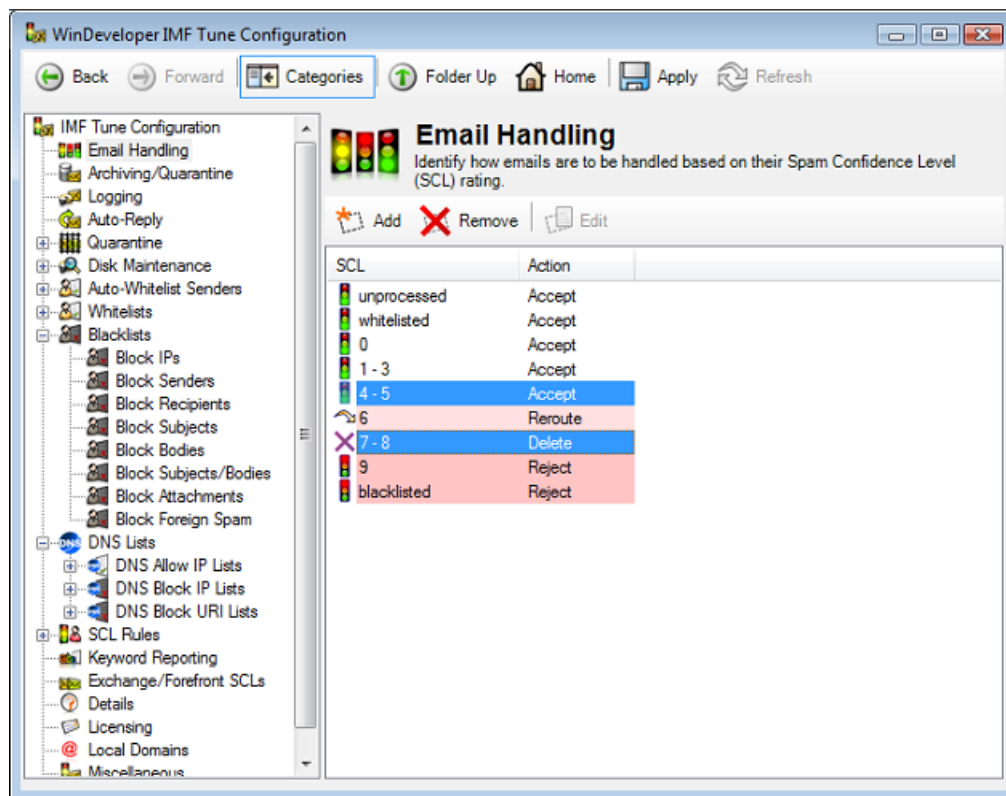 WinDeveloper IMF Tune Configuration
Back Forward Categories Folder Up Home Apply Refresh
IMF Tune Configuration
Email Handling
Archiving/Quarantine
Logging
Auto-Reply
Quarantine
Disk Maintenance
Auto-Whitelist Senders
Whitelists
Blacklists
Block IPs
Block Senders
Block Recipients
Block Subjects
Block Bodies
Block Subjects/Bodies
Block Attachments
Block Foreign Spam
DNS DNS Lists
DNS Allow IP Lists
DNS Block IP Lists
DNS Block URI Lists
SCL Rules
Keyword Reporting
Exchange/Forefront SCLs
Details
Licensing
Local Domains
Miscellaneous
Email Handling
Identify how emails are to be handled based on their Spam Confidence Level
(SCL) rating.
Add Remove Edit
SCL Action
unprocessed Accept
whitelisted Accept
0 Accept
1 - 3 Accept
4 - 5 Accept
6 Reroute
7 - 8 Delete
9 Reject
blacklisted Reject